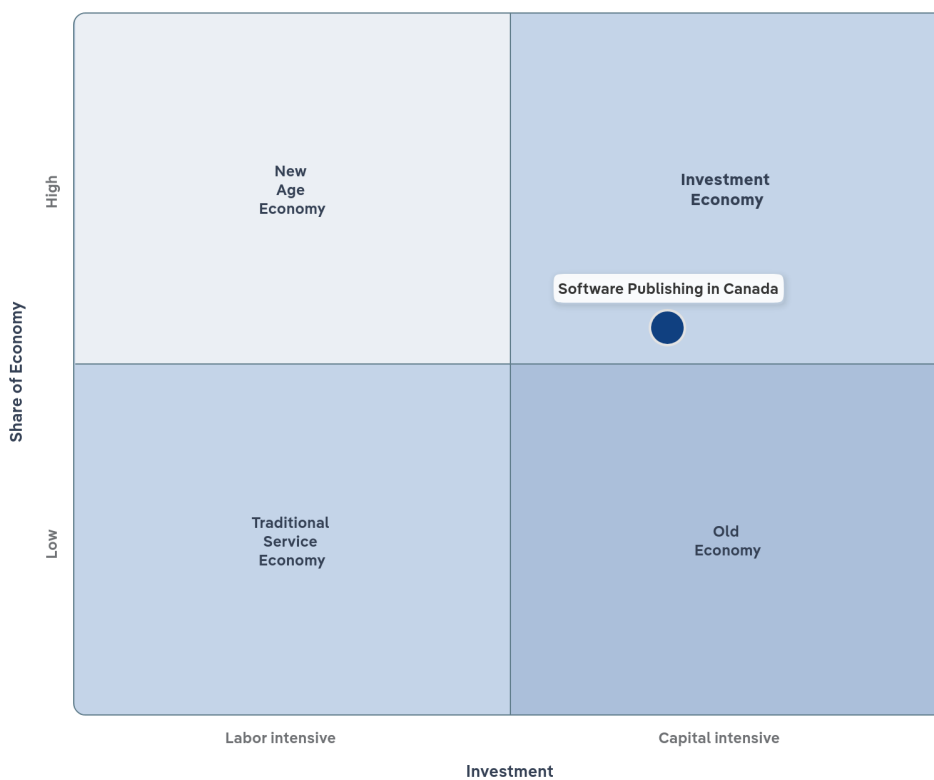 New
Age
Economy
Investment
Economy
High
Software Publishing in Canada
Share of Economy
Traditional
Service
Economy
Old
Economy
Low
Labor intensive
Capital intensive
Investment